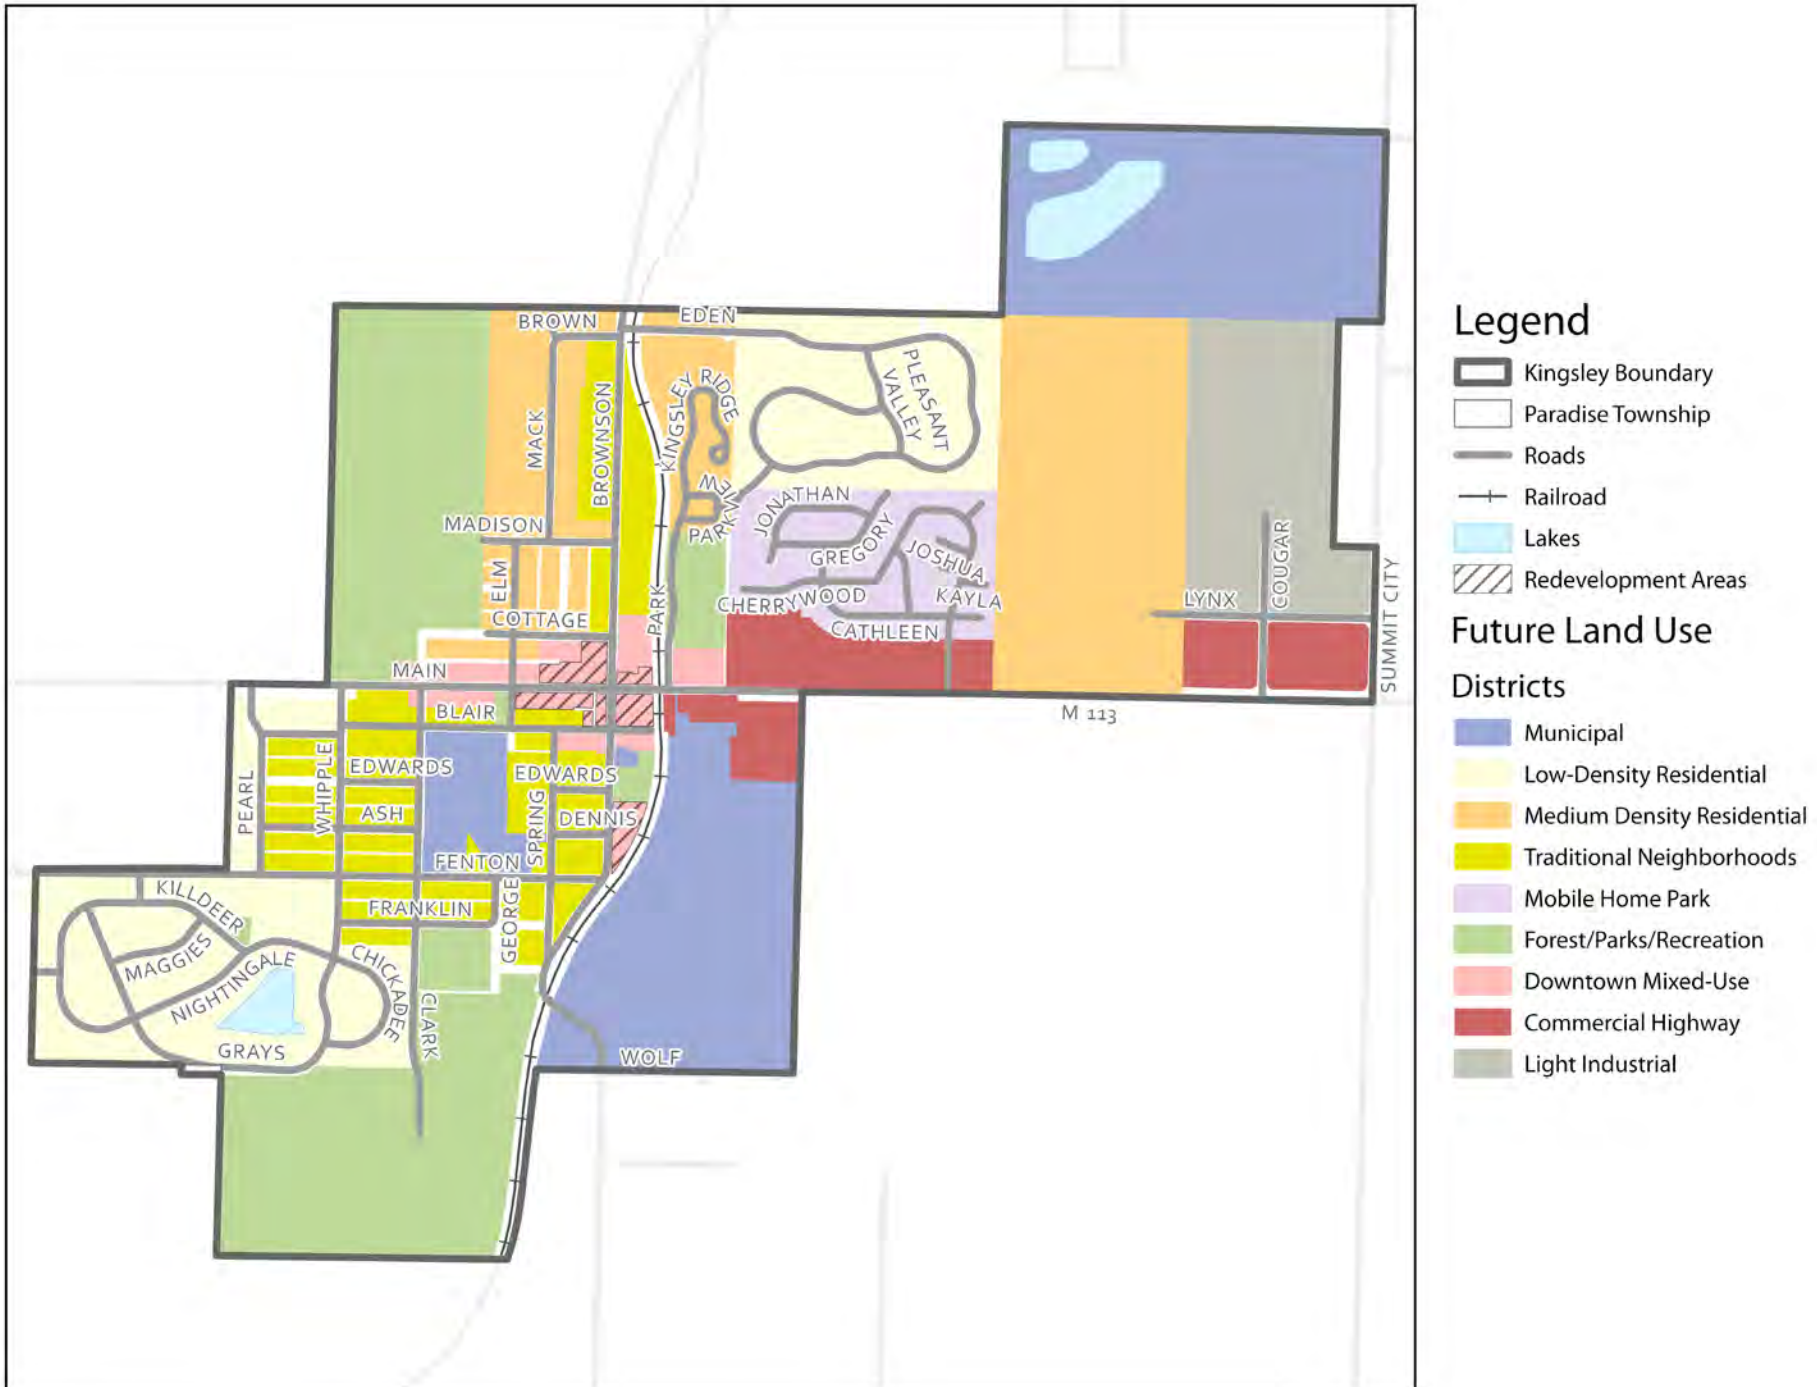 BROWN
EDEN
PLEASANT
VALLEY
KINGSLEY
RIDGE
BROWNSON
MACK
PARKVIEW
JONATHAN
MADISON
GREGORY
JOSHUA
COUGAR
ELM
CHERRYWOOD
KAYLA
LYNX
PARK
COTTAGE
CATHLEEN
SUMMIT CITY
MAIN
BLAIR
M 113
EDWARDS
EDWARDS
PEARL
WHIPPLE
ASH
SPRING
DENNIS
FENTON
KILLDEER
FRANKLIN
GEORGE
MAGGIES
NIGHTINGALE
CHICKADEE
CLARK
GRAYS
WOLF
Legend
Kingsley Boundary
Paradise Township
Roads
Railroad
Lakes
Redevelopment Areas
Future Land Use
Districts
Municipal
Low-Density Residential
Medium Density Residential
Traditional Neighborhoods
Mobile Home Park
Forest/Parks/Recreation
Downtown Mixed-Use
Commercial Highway
Light Industrial